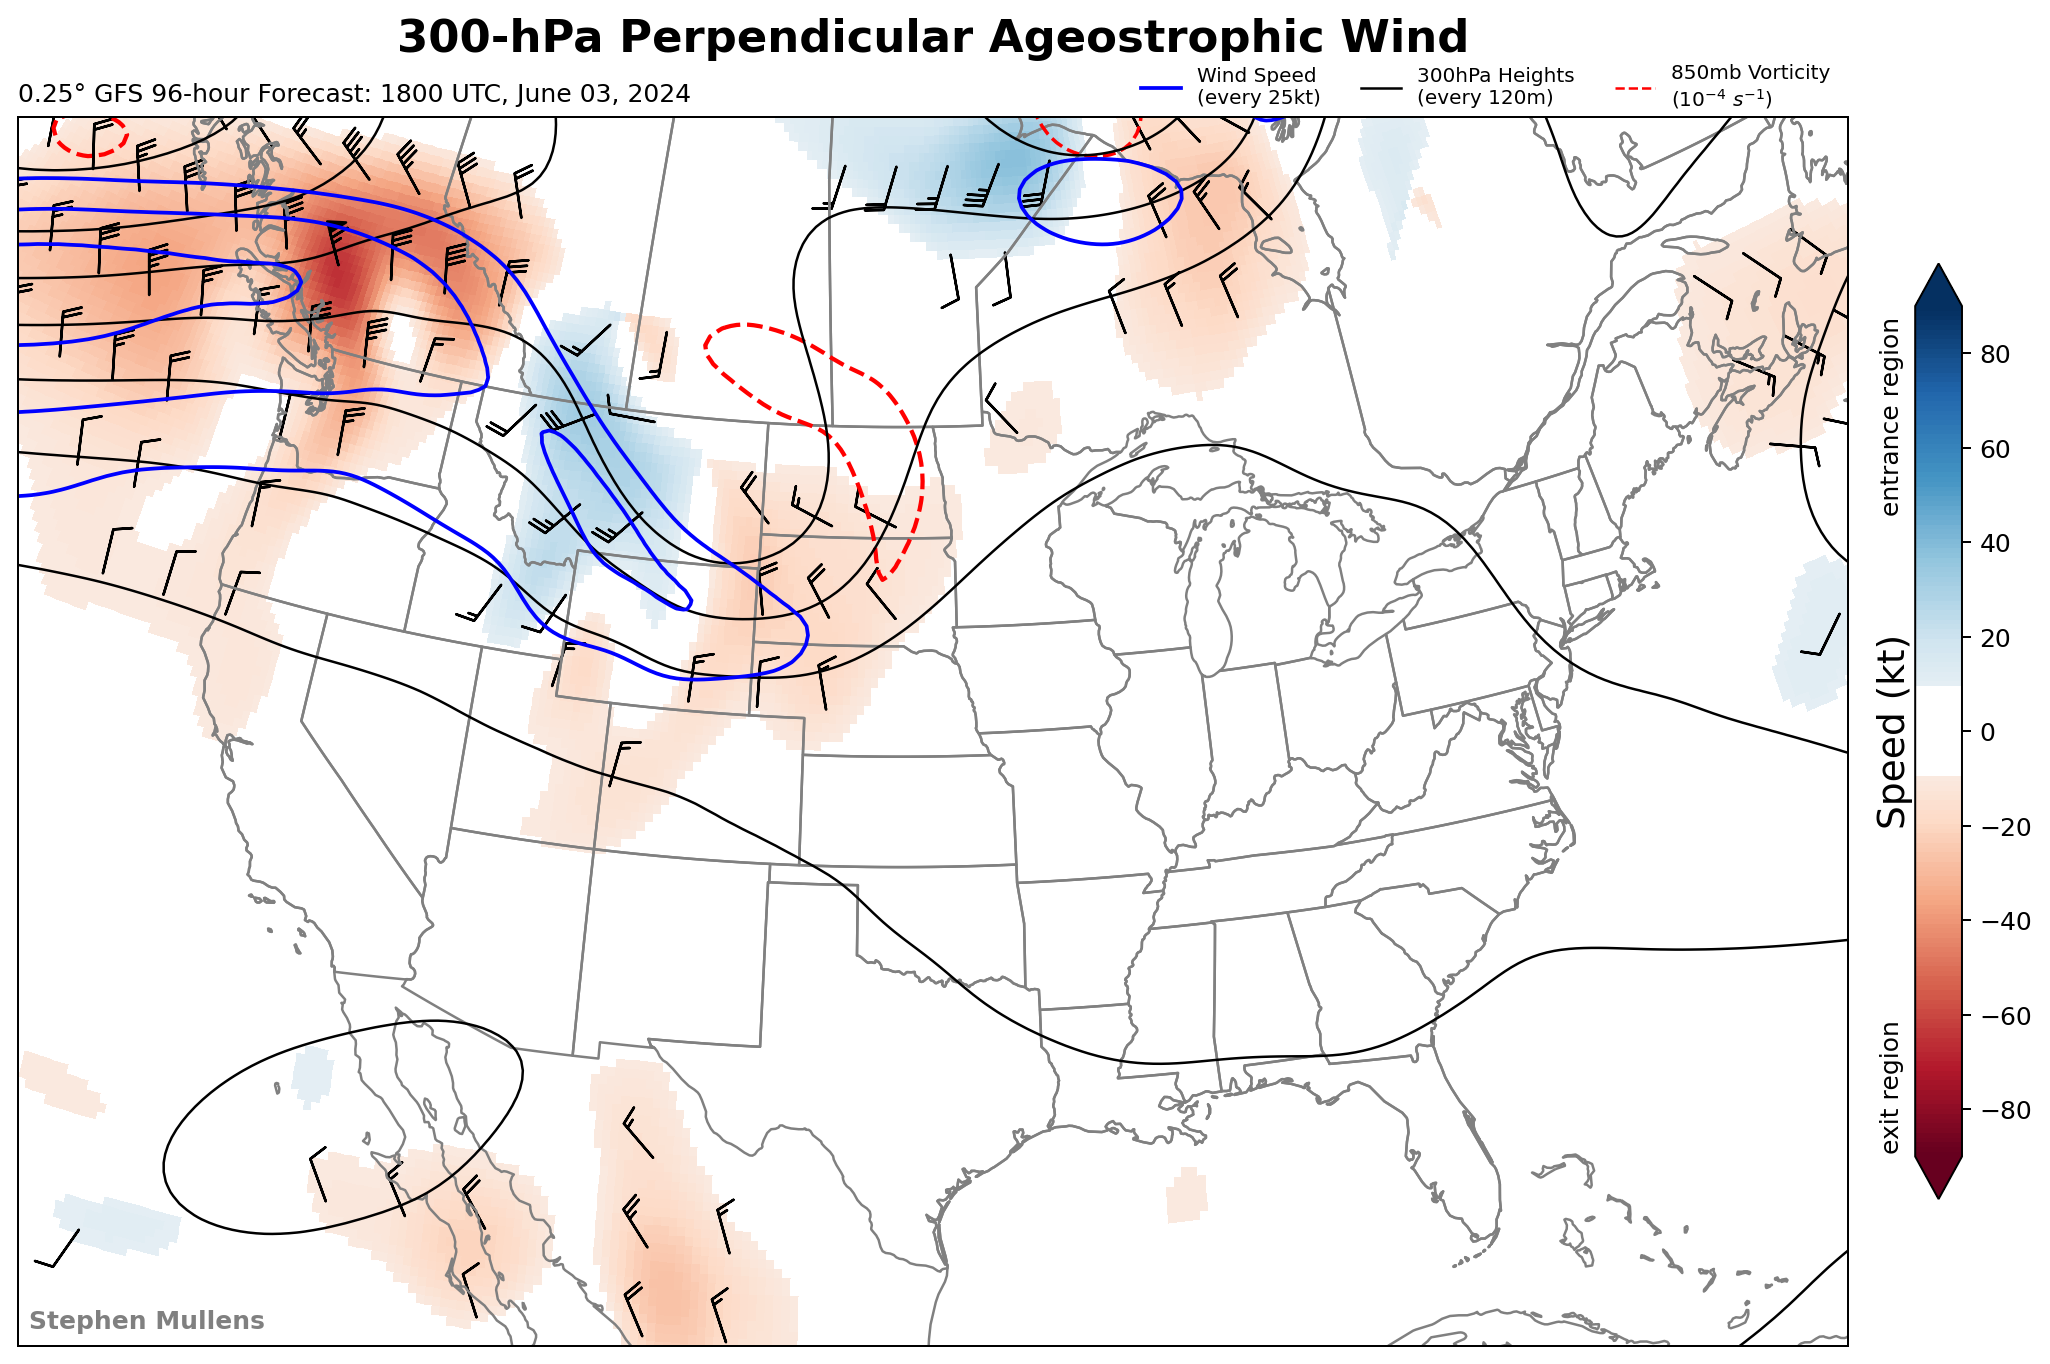 300-hPa Perpendicular Ageostrophic Wind
0.25° GFS 96-hour Forecast: 1800 UTC, June 03, 2024
Wind Speed
(every 25kt)
300hPa Heights
(every 120m)
850mb Vorticity
(10⁻⁴ s⁻¹)
entrance region
Speed (kt)
exit region
80
60
40
20
0
−20
−40
−60
−80
Stephen Mullens